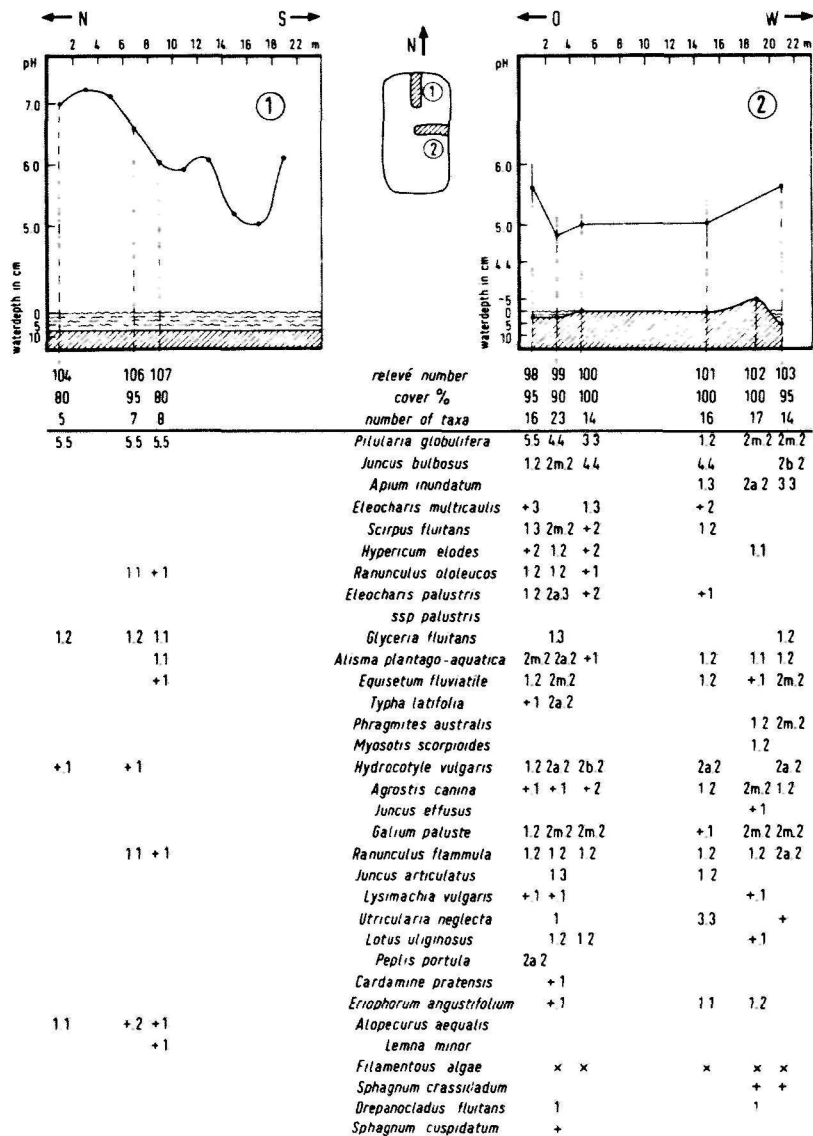 N S O W
2 4 6 8 10 12 14 16 18 20 22 m N 2 4 6 8 10 12 14 16 18 20 22 m
pH pH
7.0 1 1 2
6.0 2 6.0
5.0 5.0
4.4
waterdepth in cm -5 waterdepth in cm
0 0
5 5
10 10
104 106 107 relevé number 98 99 100 101 102 103
80 95 80 cover % 95 90 100 100 100 95
5 7 8 number of taxa 16 23 14 16 17 14
5.5 5.5 5.5 Pilularia globulifera 5.5 4.4 3.3 1.2 2m.2 2m.2
Juncus bulbosus 1.2 2m.2 4.4 4.4 2b.2
Apium inundatum 1.3 2a.2 3.3
Eleocharis multicaulis +3 1.3 +2
Scirpus fluitans 1.3 2m.2 +2 1.2
Hypericum elodes +2 1.2 +2 1.1
1.1 +1 Ranunculus ololeucos 1.2 1.2 +1
Eleocharis palustris 1.2 2a.3 +2 +1
ssp palustris
1.2 1.2 1.1 Glyceria fluitans 1.3 1.2
1.1 Alisma plantago-aquatica 2m.2 2a.2 +1 1.2 1.1 1.2
+1 Equisetum fluviatile 1.2 2m.2 1.2 +.1 2m.2
Typha latifolia +1 2a.2
Phragmites australis 1.2 2m.2
Myosotis scorpioides 1.2
+.1 +1 Hydrocotyle vulgaris 1.2 2a.2 2b.2 2a.2 2a.2
Agrostis canina +.1 +1 +2 1.2 2m.2 1.2
Juncus effusus +1
Galium paluste 1.2 2m.2 2m.2 +.1 2m.2 2m.2
1.1 +1 Ranunculus flammula 1.2 1.2 1.2 1.2 1.2 2a.2
Juncus articulatus 1.3 1.2
Lysimachia vulgaris +.1 +1 +.1
Utricularia neglecta 1 3.3 +
Lotus uliginosus 1.2 1.2 +.1
Peplis portula 2a.2
Cardamine pratensis +1
Eriophorum angustifolium +.1 1.1 1.2
1.1 +.2 +1 Alopecurus aequalis
+1 Lemna minor
Filamentous algae x x x x x
Sphagnum crassicladum + +
Drepanocladus fluitans 1 1
Sphagnum cuspidatum +